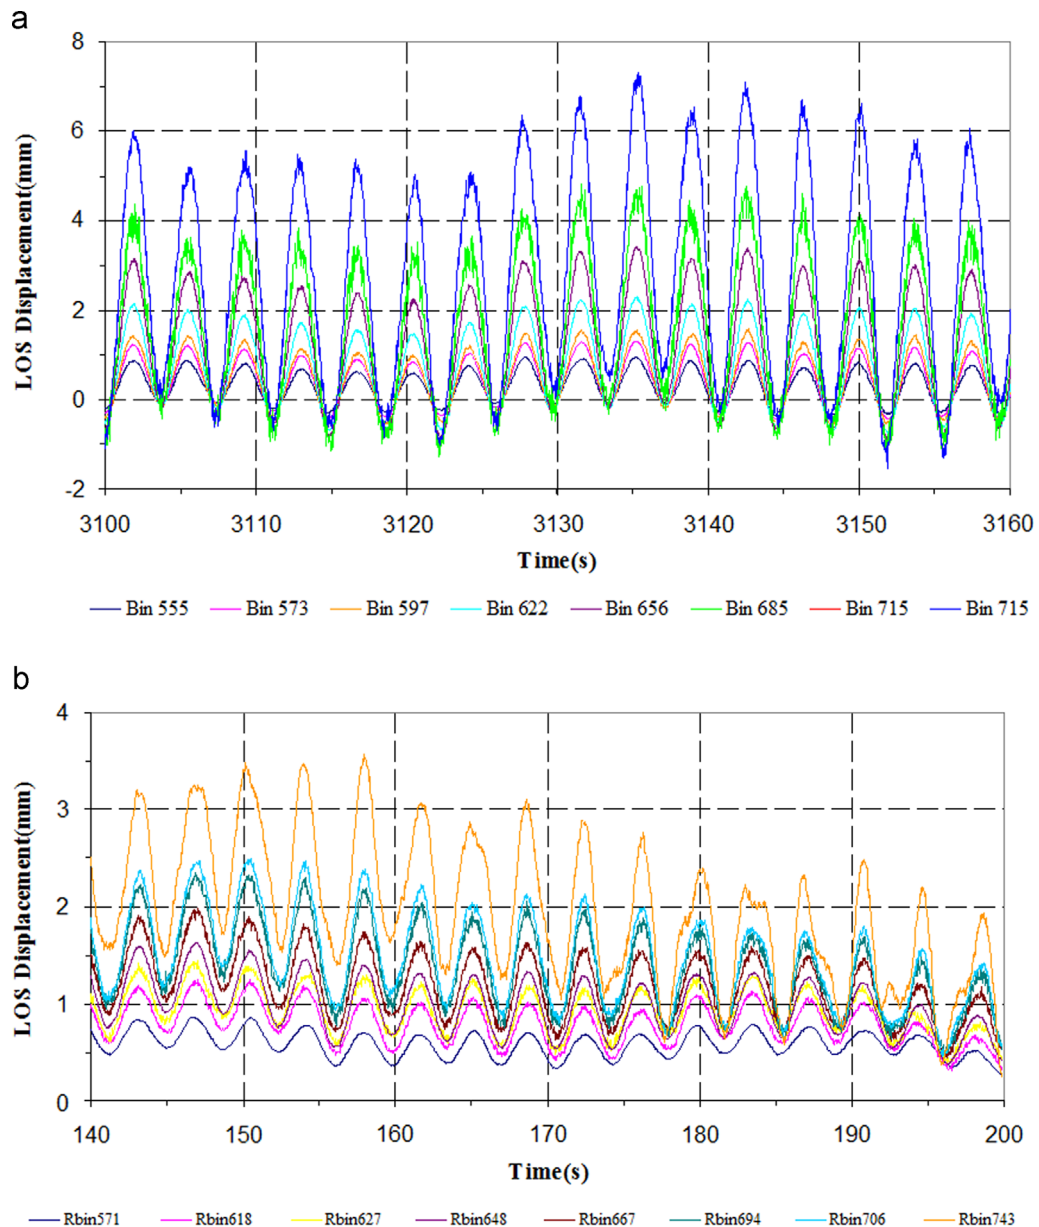 a
8
6
4
2
0
-2
LOS Displacement(mm)
3100 3110 3120 3130 3140 3150 3160
Time(s)
Bin 555 Bin 573 Bin 597 Bin 622 Bin 656 Bin 685 Bin 715 Bin 715
b
4
3
2
1
0
LOS Displacement(mm)
140 150 160 170 180 190 200
Time(s)
Rbin571 Rbin618 Rbin627 Rbin648 Rbin667 Rbin694 Rbin706 Rbin743